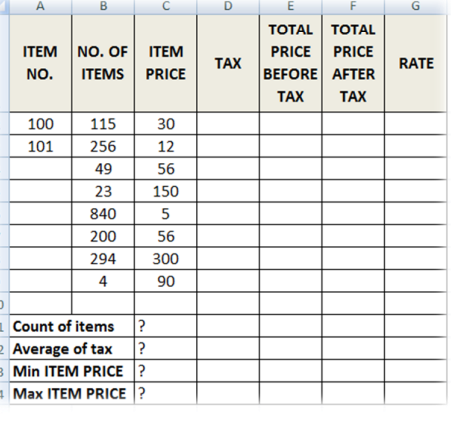 A B C D E F G
ITEM NO. NO. OF ITEMS ITEM PRICE TAX TOTAL PRICE BEFORE TAX TOTAL PRICE AFTER TAX RATE
100 115 30
101 256 12
49 56
23 150
840 5
200 56
294 300
4 90
Count of items ?
Average of tax ?
Min ITEM PRICE ?
Max ITEM PRICE ?